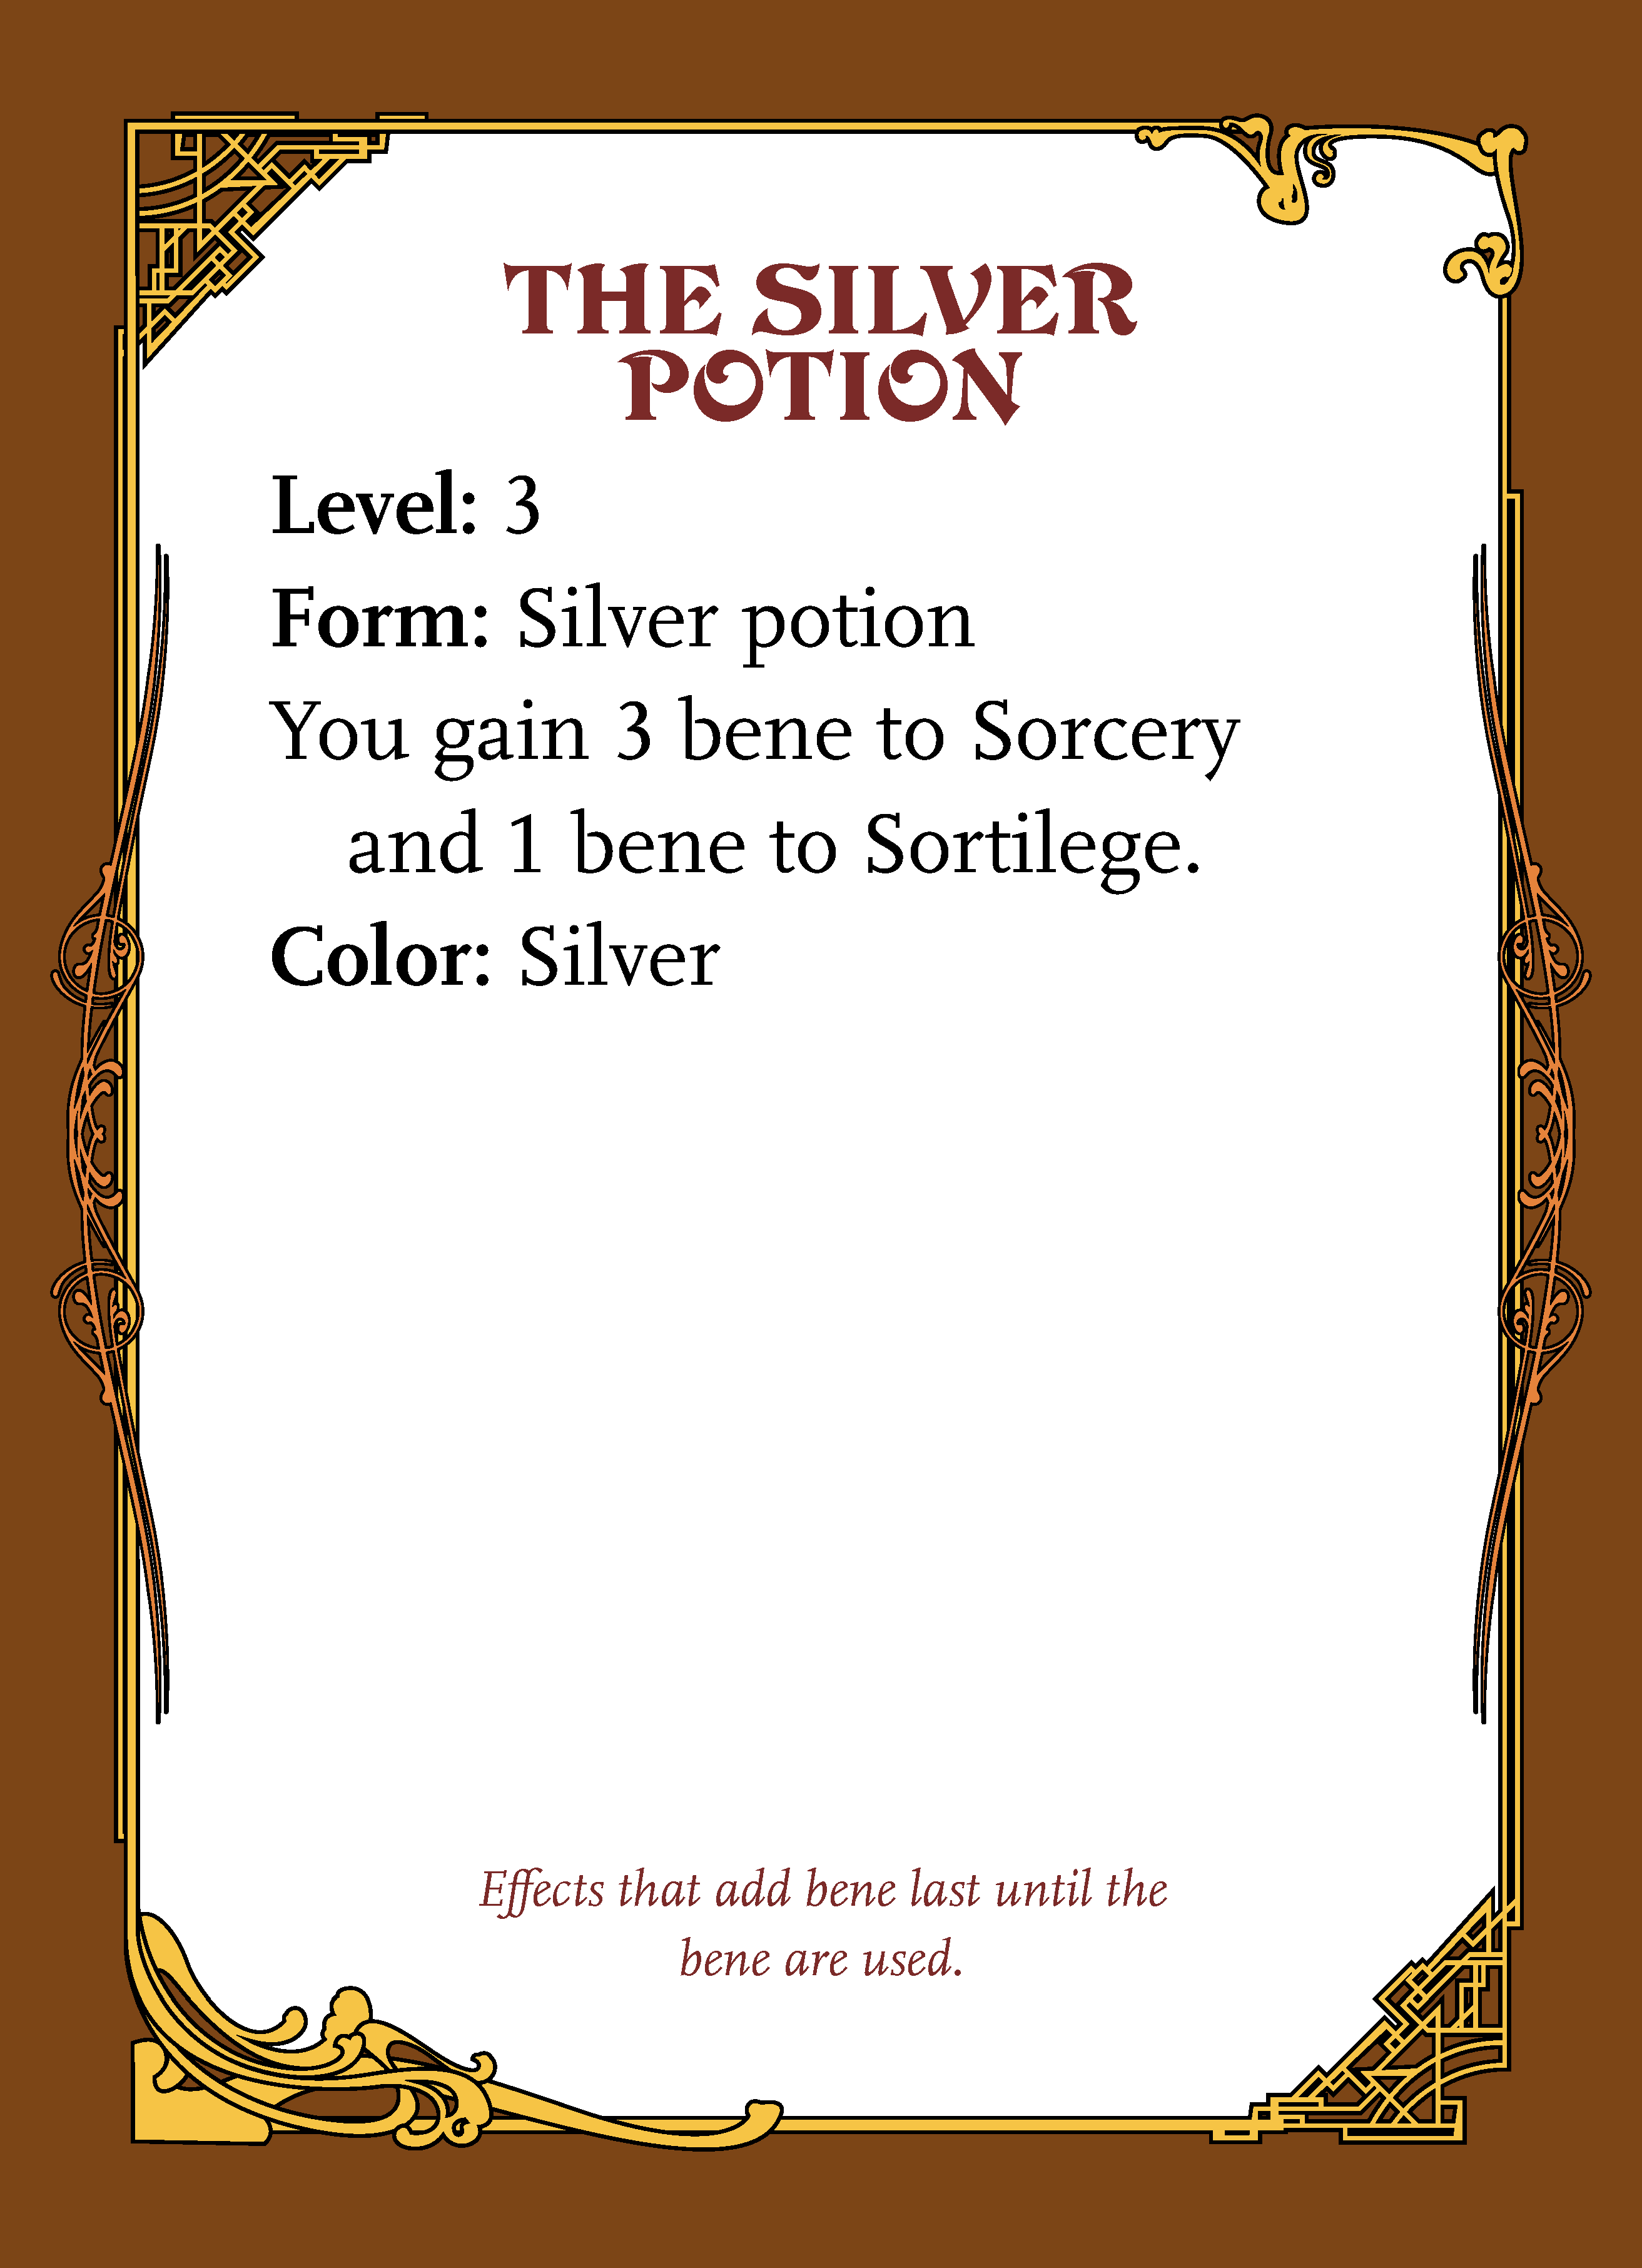 THE SILVER
POTION
Level: 3
Form: Silver potion
You gain 3 bene to Sorcery
and 1 bene to Sortilege.
Color: Silver
Effects that add bene last until the
bene are used.